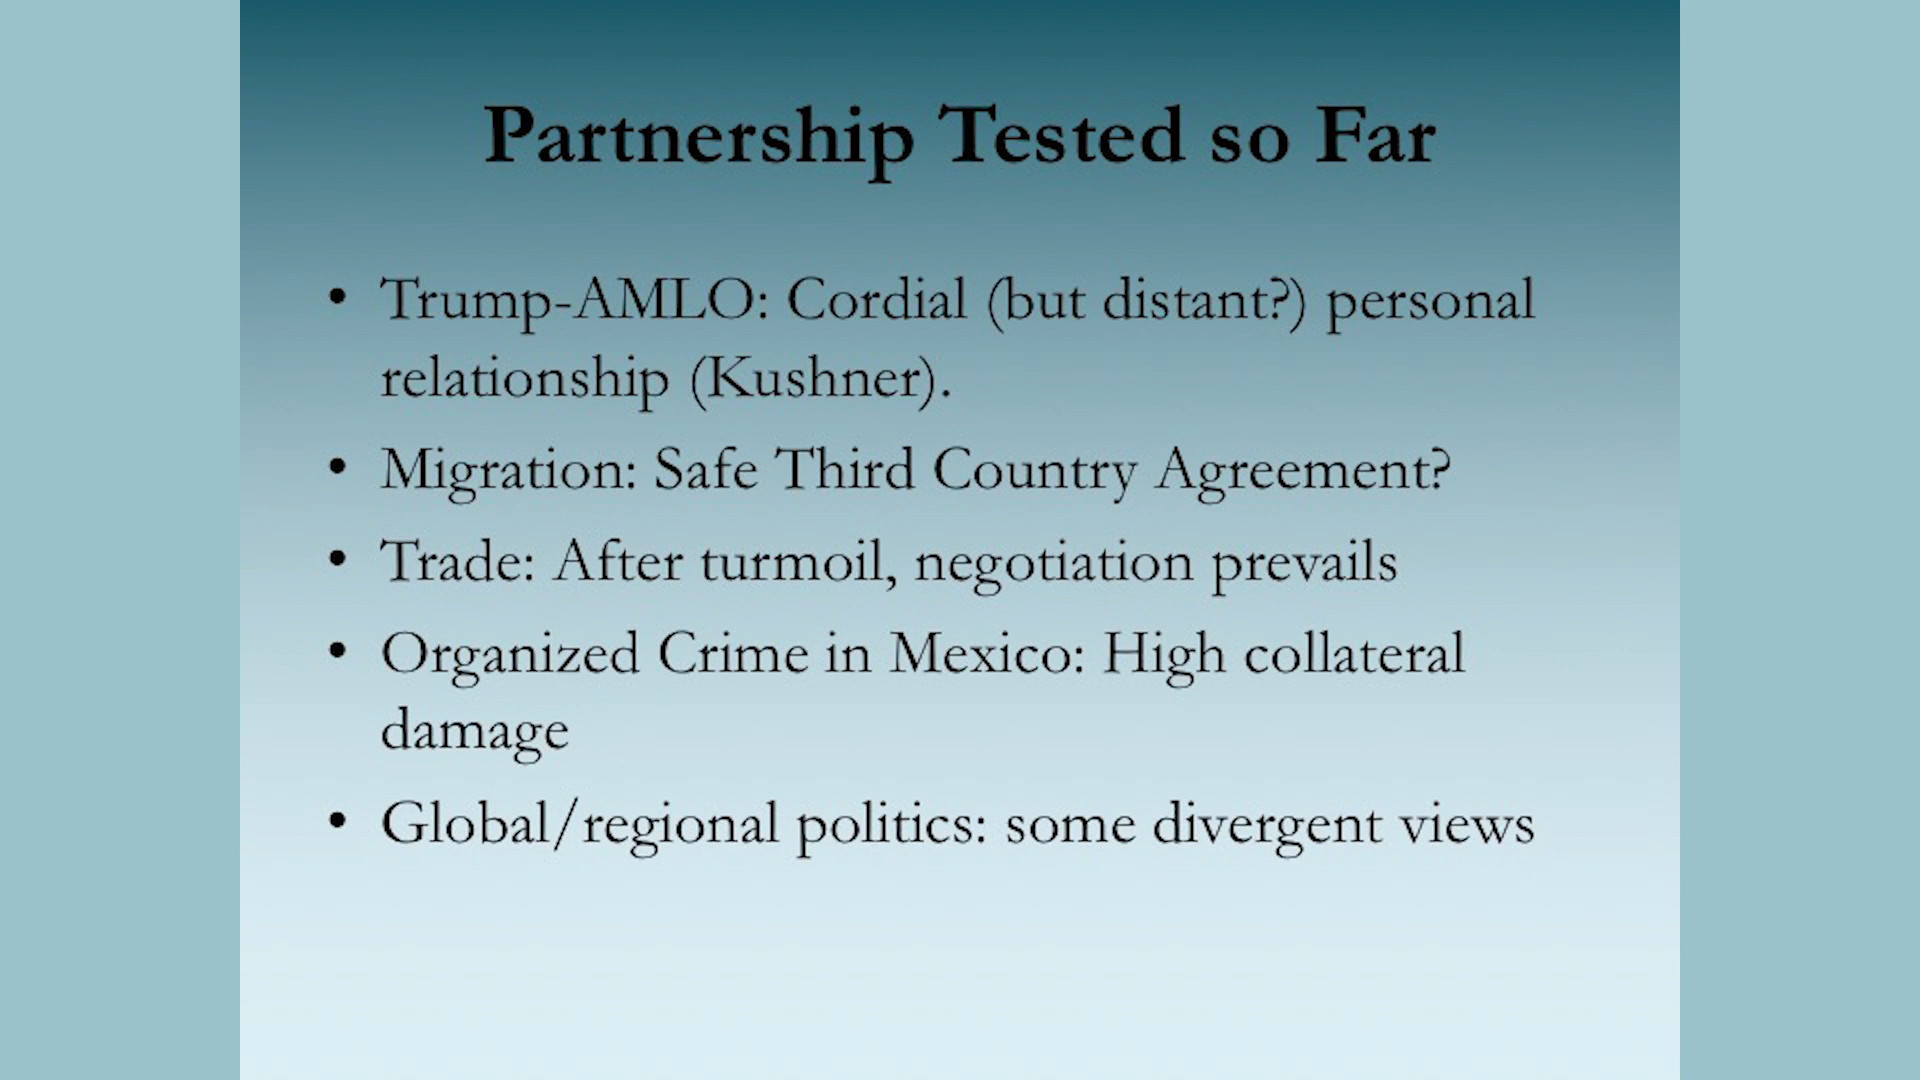 Partnership Tested so Far
• Trump-AMLO: Cordial (but distant?) personal
relationship (Kushner).
• Migration: Safe Third Country Agreement?
• Trade: After turmoil, negotiation prevails
• Organized Crime in Mexico: High collateral
damage
• Global/regional politics: some divergent views